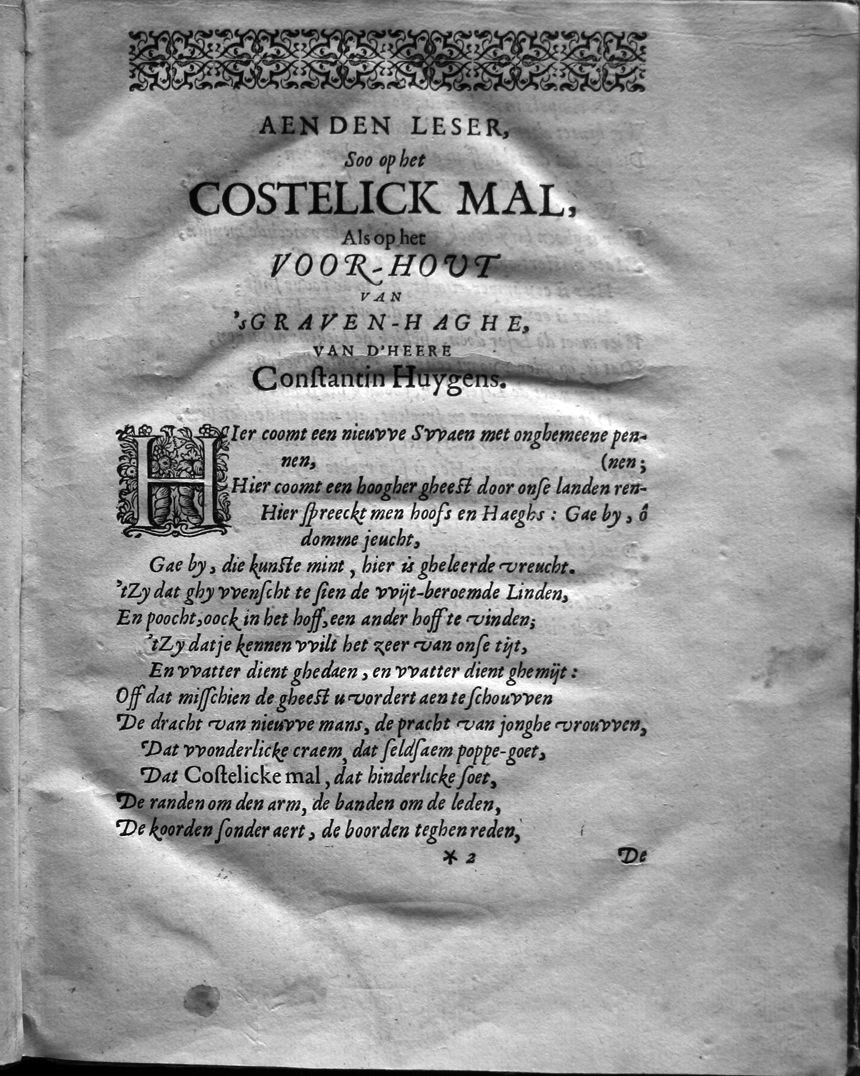 AEN DEN LESER,
Soo op het
COSTELICK MAL,
Als op het
VOOR-HOUT
VAN
'sGRAVEN-HAGHE,
VAN D'HEERE
Conſtantin Huygens.
HIer coomt een nieuvve Svvaen met onghemeene pen-
nen, (nen;
Hier coomt een hoogher gheeſt door onſe landen ren-
Hier ſpreeckt men hoofs en Haeghs : Gae by, ô
domme jeucht,
Gae by, die kunſte mint, hier is gheleerde vreucht.
'tZy dat ghy vvenſcht te ſien de vvijt-beroemde Linden,
En poocht, oock in het hoff, een ander hoff te vinden;
'tZy datje kennen vvilt het zeer van onſe tijt,
En vvatter dient ghedaen, en vvatter dient ghemijt:
Off dat miſſchien de gheeſt u vordert aen te ſchouvven
De dracht van nieuvve mans, de pracht van jonghe vrouvven,
Dat vvonderlicke craem, dat ſeldſaem poppe-goet,
Dat Coſtelicke mal, dat hinderlicke ſoet,
De randen om den arm, de banden om de leden,
De koorden ſonder aert, de boorden teghen reden,
* 2 De